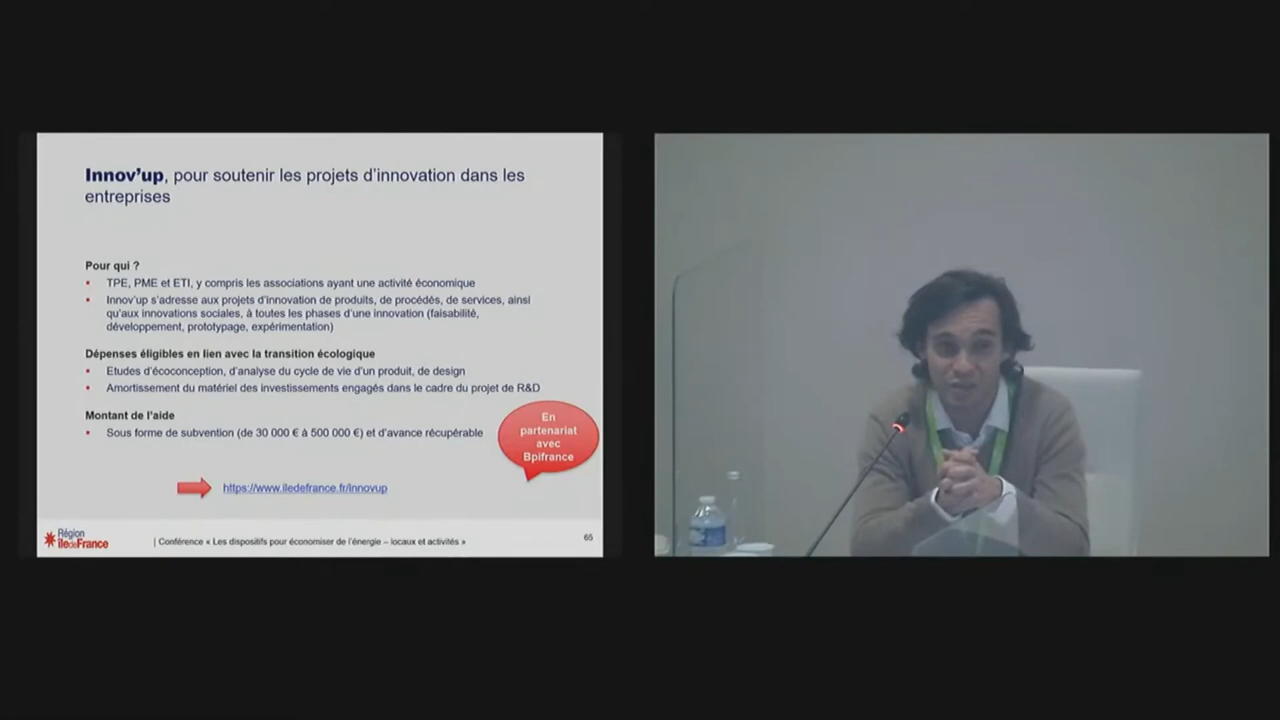 Innov'up, pour soutenir les projets d'innovation dans les
entreprises
Pour qui ?
TPE, PME et ETI, y compris les associations ayant une activité économique
Innov'up s'adresse aux projets d'innovation de produits, de procédés, de services, ainsi
qu'aux innovations sociales, à toutes les phases d'une innovation (faisabilité,
développement, prototypage, expérimentation)
Dépenses éligibles en lien avec la transition écologique
Etudes d'écoconception, d'analyse du cycle de vie d'un produit, de design
Amortissement du matériel des investissements engagés dans le cadre du projet de R&D
Montant de l'aide
Sous forme de subvention (de 30 000 € à 500 000 €) et d'avance récupérable
En
partenariat
avec
Bpifrance
https://www.iledefrance.fr/innovup
Région
îledeFrance
| Conférence « Les dispositifs pour économiser de l'énergie – locaux et activités »
65